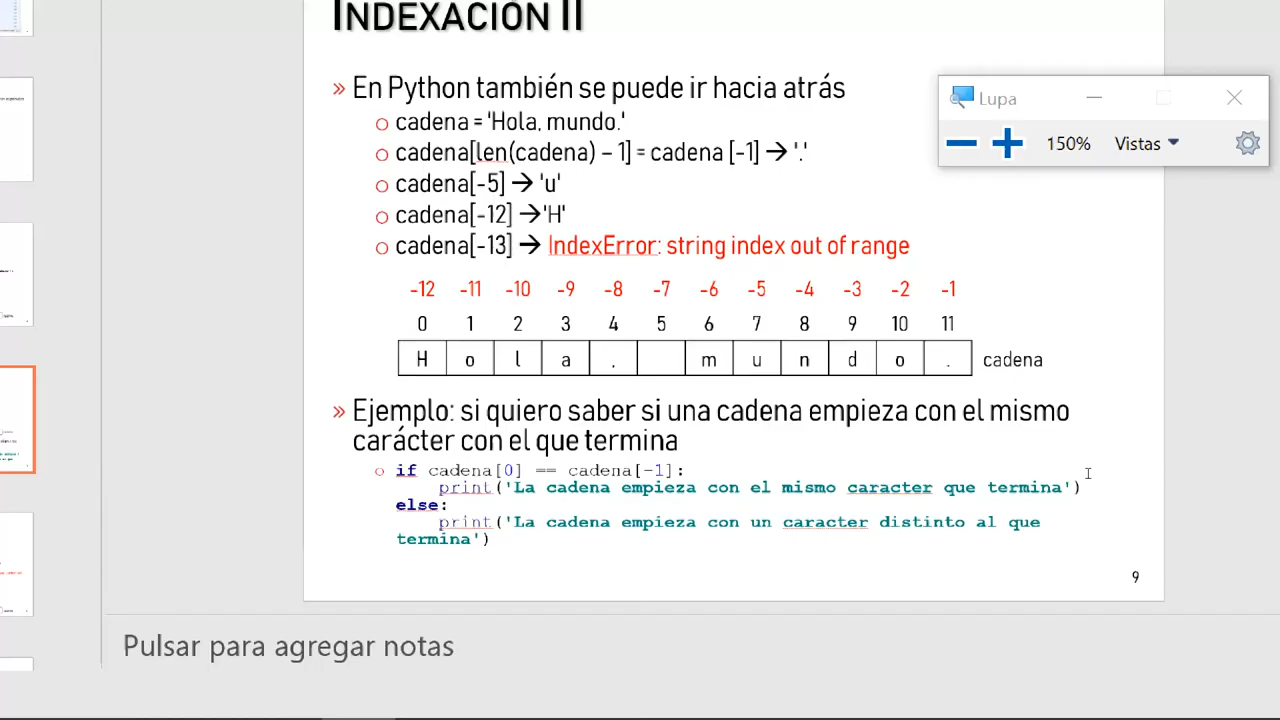 INDEXACIÓN II
» En Python también se puede ir hacia atrás
o cadena = 'Hola, mundo.'
o cadena[len(cadena) – 1] = cadena [-1] → '.'
o cadena[-5] → 'u'
o cadena[-12] →'H'
o cadena[-13] → IndexError: string index out of range
-12 -11 -10 -9 -8 -7 -6 -5 -4 -3 -2 -1
0 1 2 3 4 5 6 7 8 9 10 11
H o l a , m u n d o . cadena
» Ejemplo: si quiero saber si una cadena empieza con el mismo
carácter con el que termina
o if cadena[0] == cadena[-1]:
print('La cadena empieza con el mismo caracter que termina')
else:
print('La cadena empieza con un caracter distinto al que
termina')
9
Lupa
150% Vistas
Pulsar para agregar notas